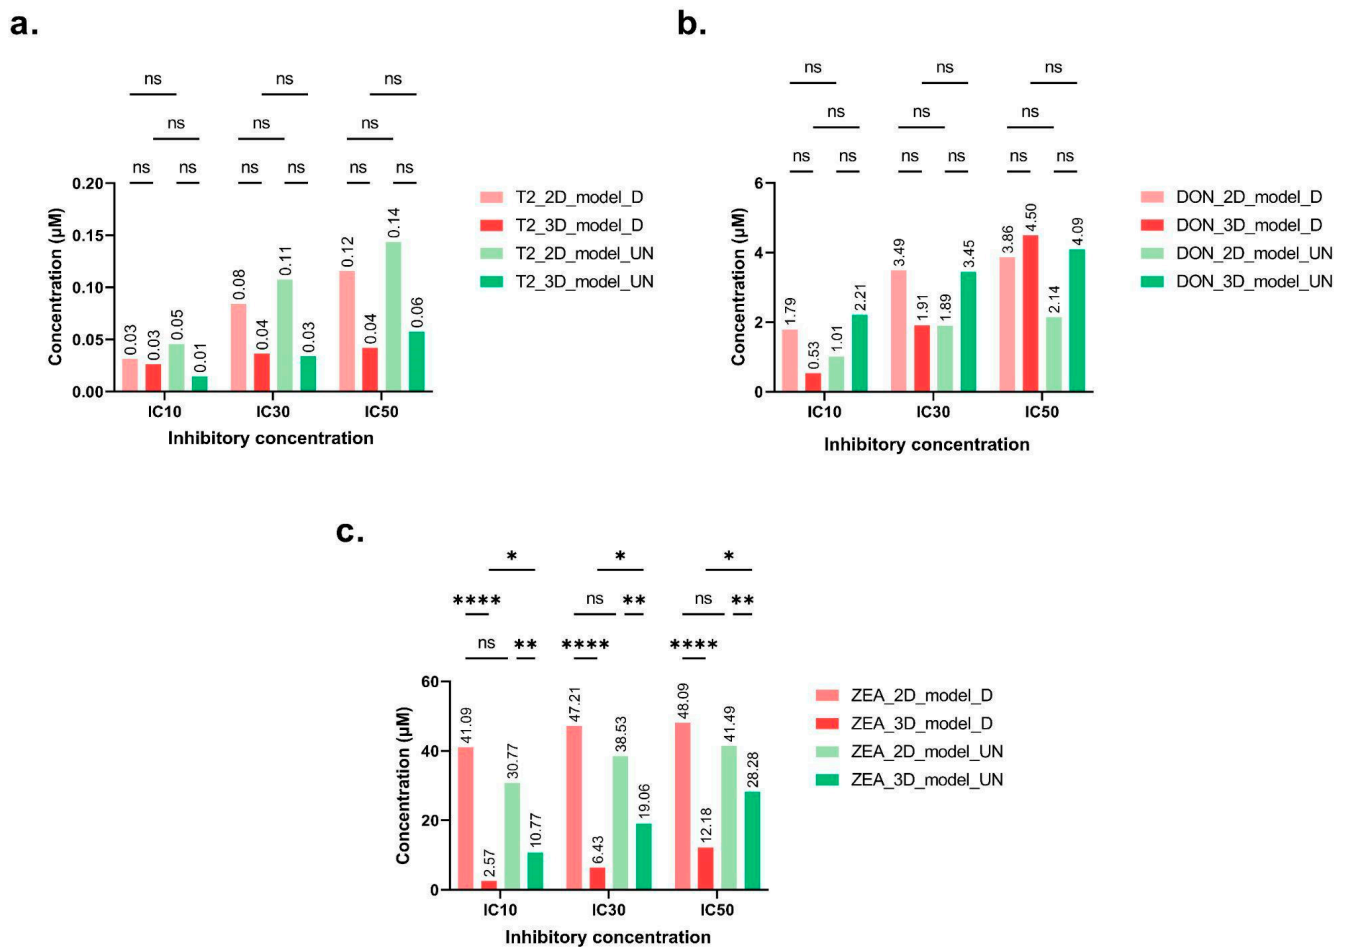 a.
ns ns ns
ns ns ns
ns ns ns ns ns ns
Concentration (µM)
0.20
0.15
0.10
0.05
0.00
0.03 0.03 0.05 0.01
0.08 0.04 0.11 0.03
0.12 0.04 0.14 0.06
IC10 IC30 IC50
Inhibitory concentration
T2_2D_model_D
T2_3D_model_D
T2_2D_model_UN
T2_3D_model_UN
b.
ns ns ns
ns ns ns
ns ns ns ns ns ns
Concentration (µM)
6
4
2
0
1.79 0.53 1.01 2.21
3.49 1.91 1.89 3.45
3.86 4.50 2.14 4.09
IC10 IC30 IC50
Inhibitory concentration
DON_2D_model_D
DON_3D_model_D
DON_2D_model_UN
DON_3D_model_UN
c.
* * *
**** ns ** ns **
ns ** **** ****
Concentration (µM)
60
40
20
0
41.09 2.57 30.77 10.77
47.21 6.43 38.53 19.06
48.09 12.18 41.49 28.28
IC10 IC30 IC50
Inhibitory concentration
ZEA_2D_model_D
ZEA_3D_model_D
ZEA_2D_model_UN
ZEA_3D_model_UN